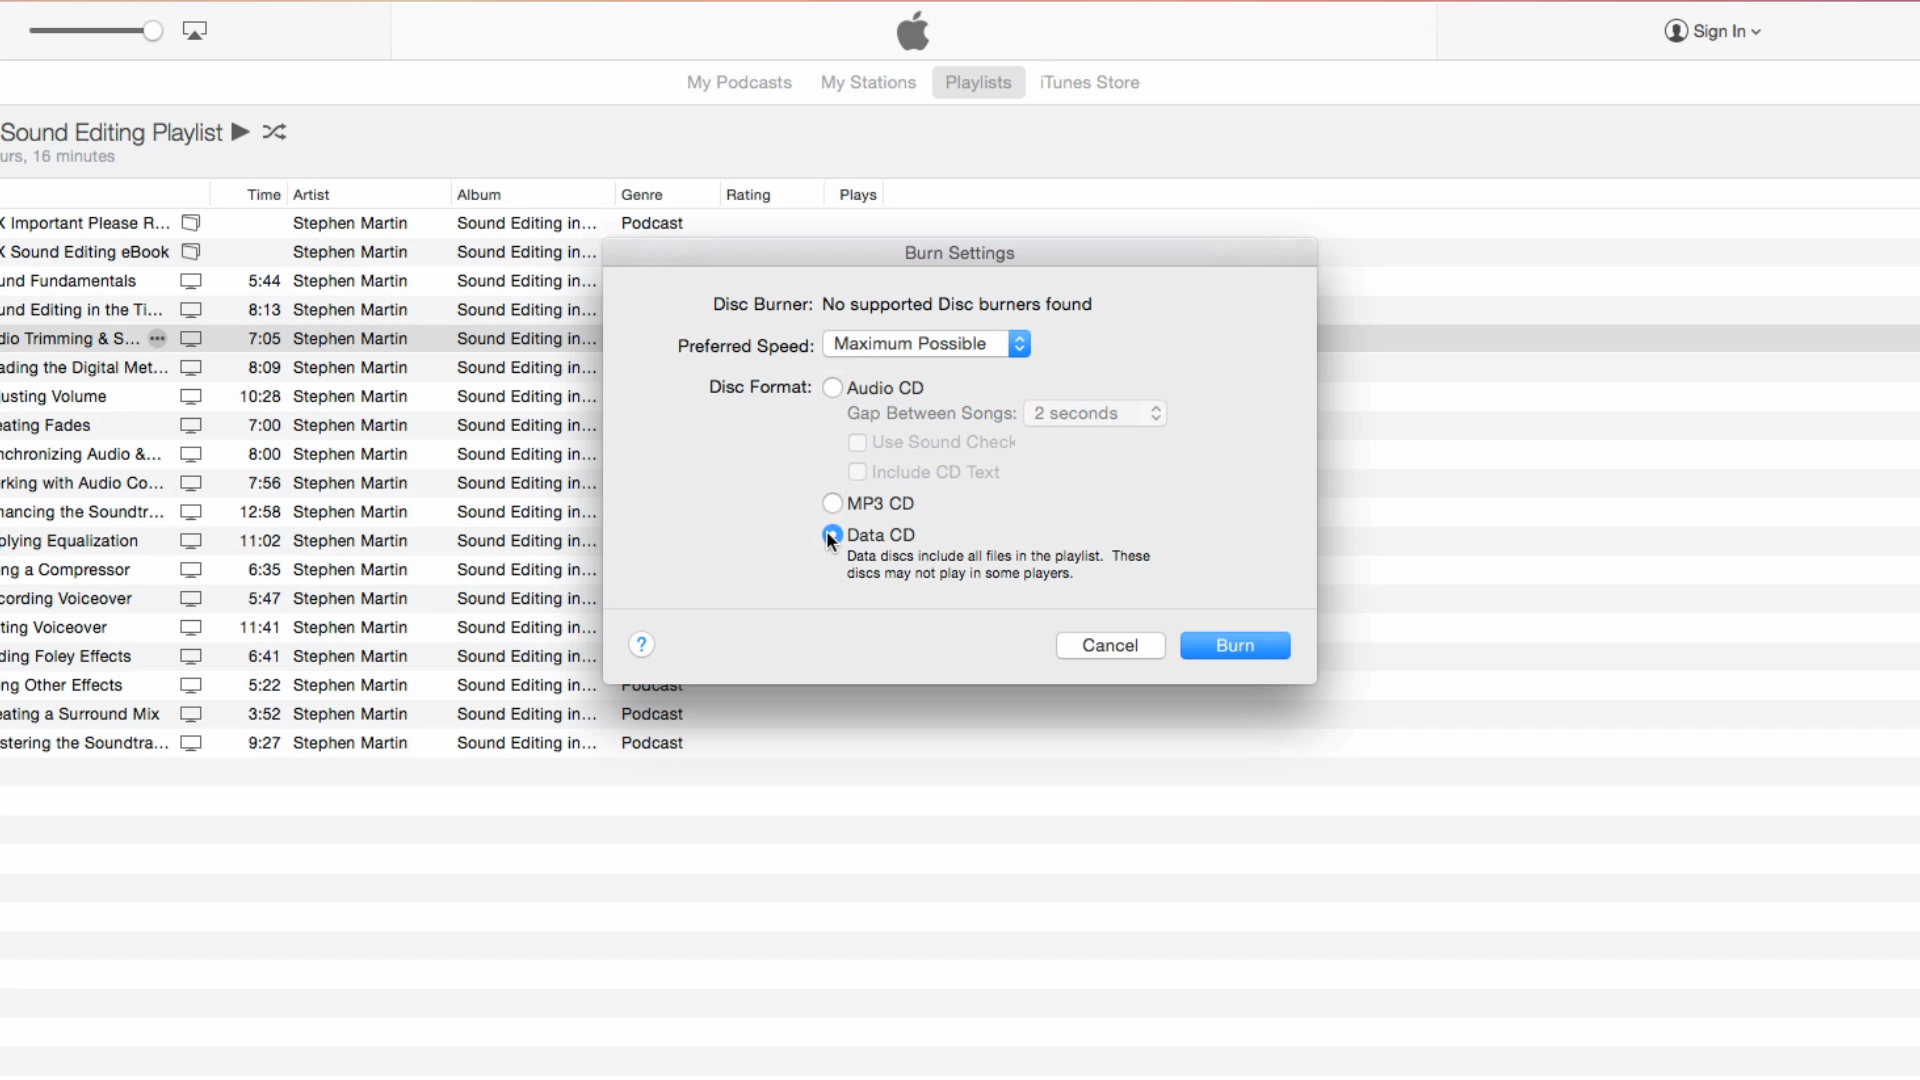 Sign In
My Podcasts My Stations Playlists iTunes Store
Sound Editing Playlist
urs, 16 minutes
Time Artist Album Genre Rating Plays
X Important Please R... Stephen Martin Sound Editing in... Podcast
X Sound Editing eBook Stephen Martin Sound Editing in...
und Fundamentals 5:44 Stephen Martin Sound Editing in...
und Editing in the Ti... 8:13 Stephen Martin Sound Editing in...
dio Trimming & S... 7:05 Stephen Martin Sound Editing in...
ading the Digital Met... 8:09 Stephen Martin Sound Editing in...
justing Volume 10:28 Stephen Martin Sound Editing in...
eating Fades 7:00 Stephen Martin Sound Editing in...
nchronizing Audio &... 8:00 Stephen Martin Sound Editing in...
rking with Audio Co... 7:56 Stephen Martin Sound Editing in...
hancing the Soundtr... 12:58 Stephen Martin Sound Editing in...
plying Equalization 11:02 Stephen Martin Sound Editing in...
ng a Compressor 6:35 Stephen Martin Sound Editing in...
cording Voiceover 5:47 Stephen Martin Sound Editing in...
ting Voiceover 11:41 Stephen Martin Sound Editing in...
ding Foley Effects 6:41 Stephen Martin Sound Editing in...
ng Other Effects 5:22 Stephen Martin Sound Editing in... Podcast
eating a Surround Mix 3:52 Stephen Martin Sound Editing in... Podcast
stering the Soundtra... 9:27 Stephen Martin Sound Editing in... Podcast
Burn Settings
Disc Burner: No supported Disc burners found
Preferred Speed: Maximum Possible
Disc Format: Audio CD
Gap Between Songs: 2 seconds
Use Sound Check
Include CD Text
MP3 CD
Data CD
Data discs include all files in the playlist. These
discs may not play in some players.
? Cancel Burn